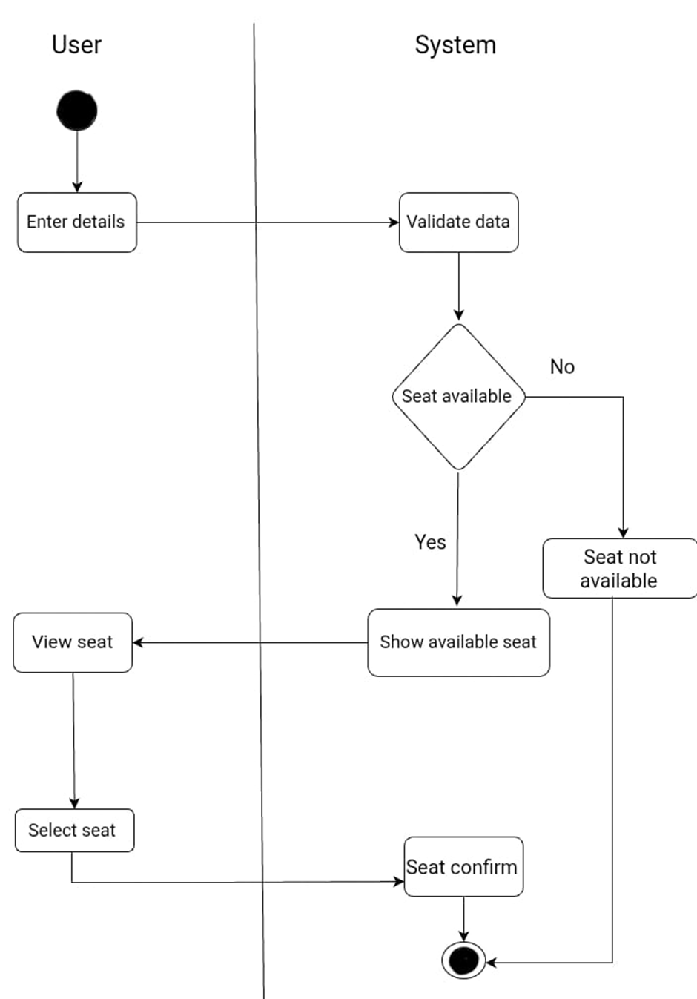 User
System
Enter details
Validate data
Seat available
No
Yes
Seat not
available
View seat
Show available seat
Select seat
Seat confirm